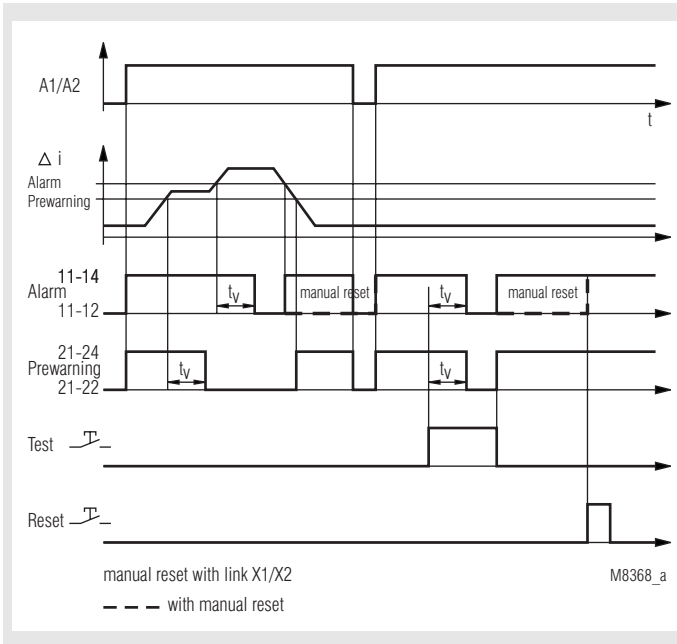 A1/A2
t
Δ i
Alarm
Prewarning
11-14
Alarm
11-12
tv
manual reset
tv
manual reset
21-24
Prewarning
21-22
tv
tv
Test
Reset
manual reset with link X1/X2
M8368_a
with manual reset